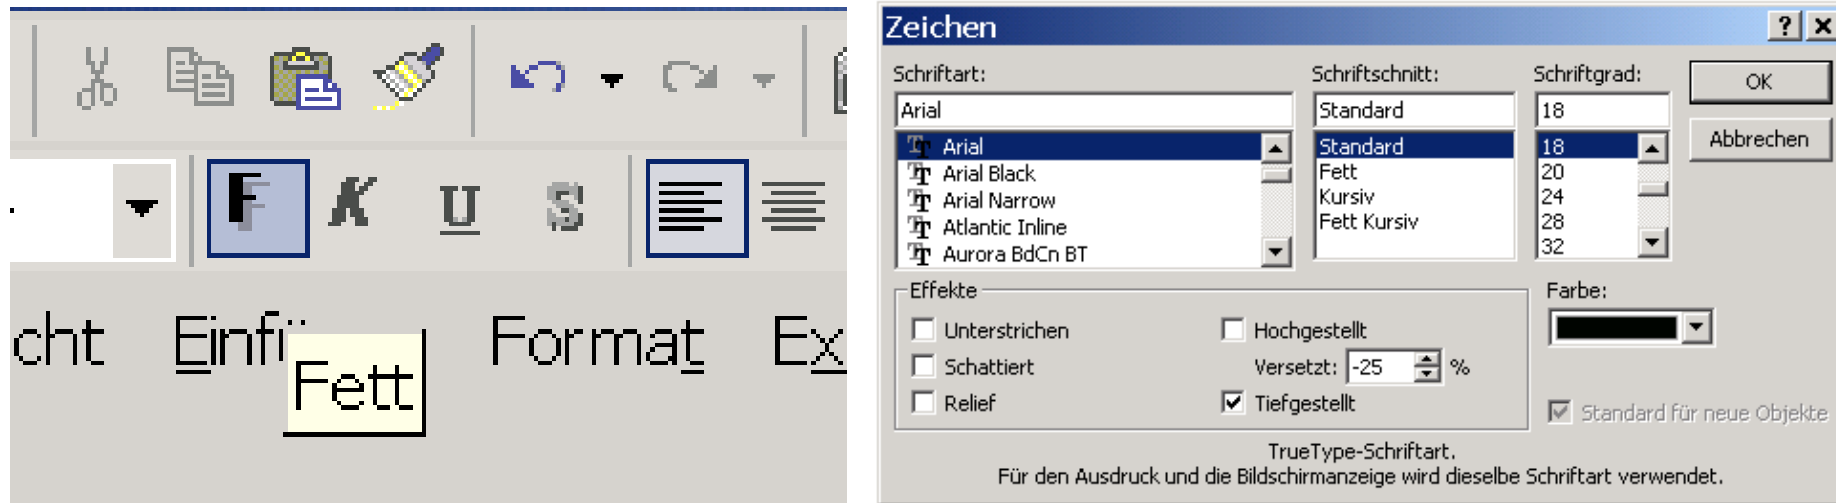 F K U S
cht Einfü Format Ex
Fett
Zeichen
Schriftart: Schriftschnitt: Schriftgrad:
Arial Standard 18 OK
Arial Standard 18 Abbrechen
Arial Black Fett 20
Arial Narrow Kursiv 24
Atlantic Inline Fett Kursiv 28
Aurora BdCn BT 32
Effekte Farbe:
Unterstrichen Hochgestellt
Schattiert Versetzt: -25 %
Relief Tiefgestellt Standard für neue Objekte
TrueType-Schriftart.
Für den Ausdruck und die Bildschirmanzeige wird dieselbe Schriftart verwendet.